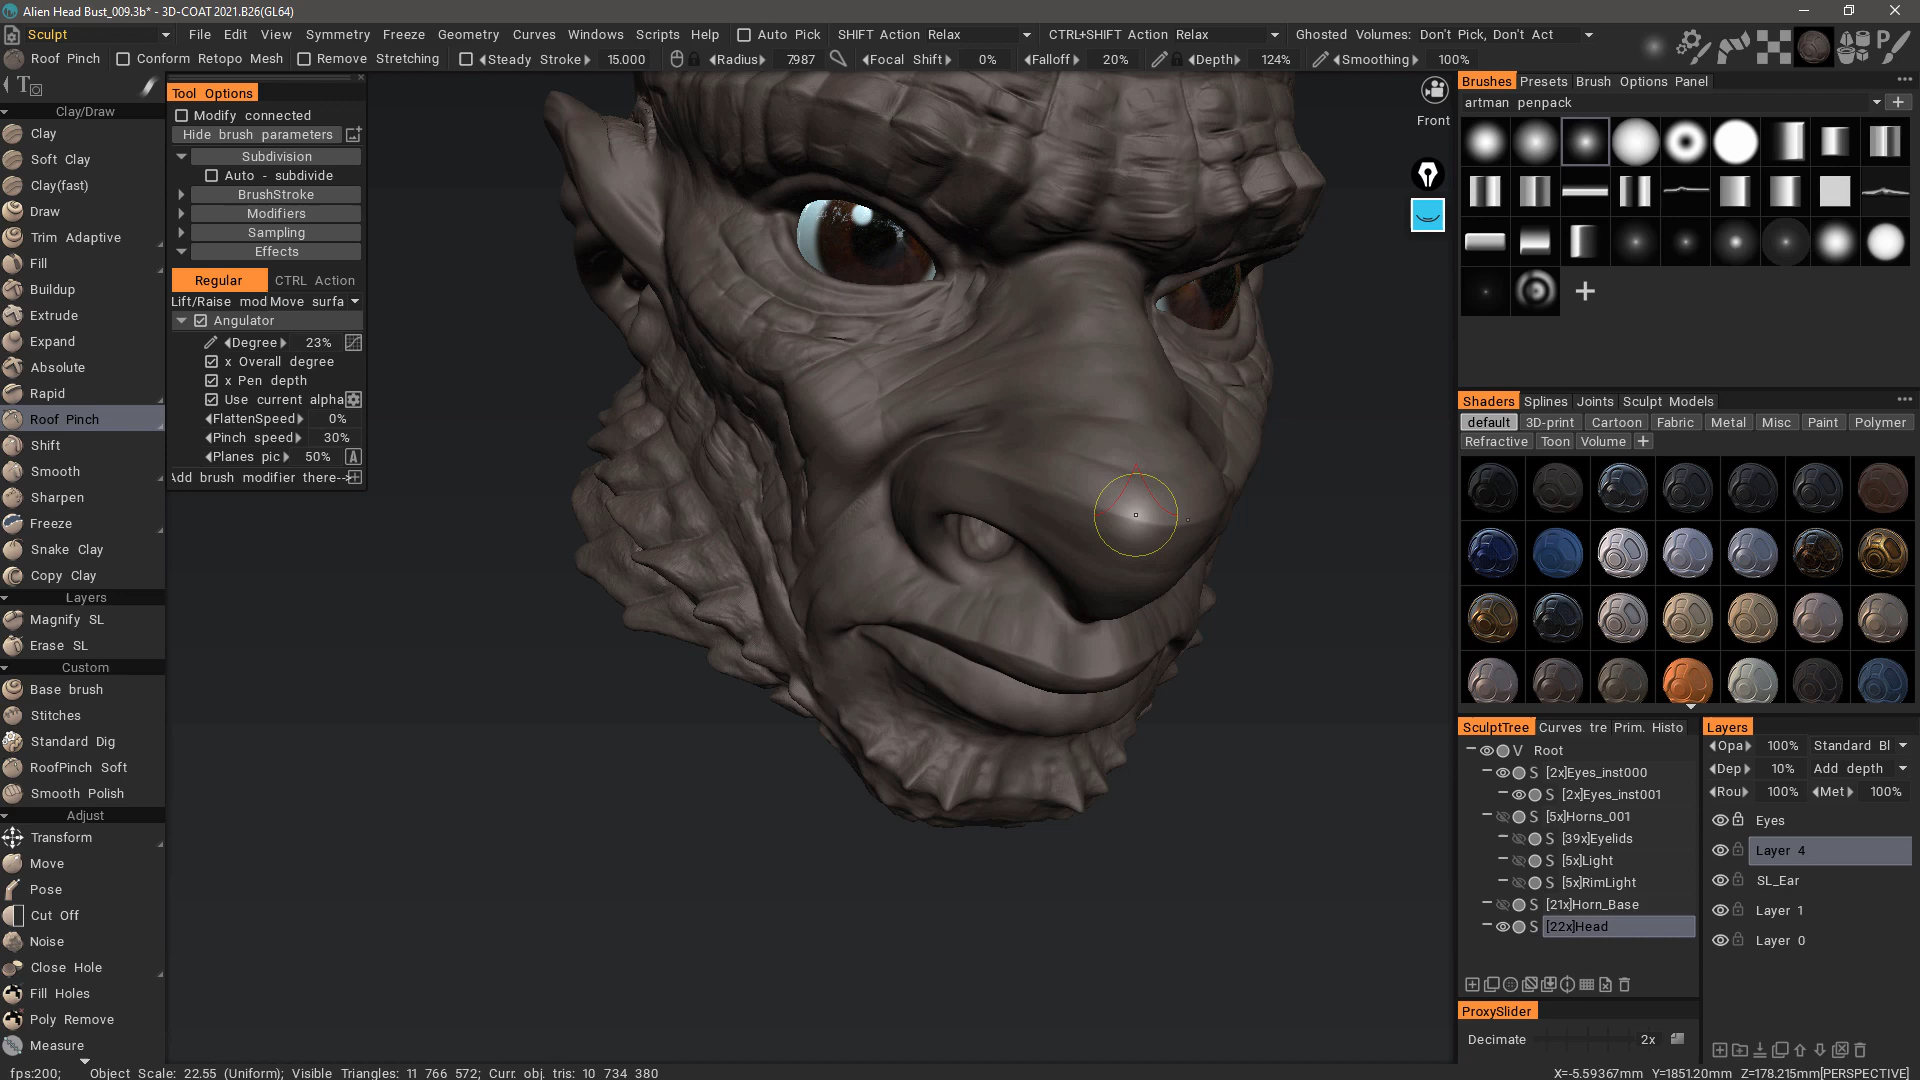 Alien Head Bust_009.3b* - 3D-COAT 2021.B26(GL64)
Sculpt File Edit View Symmetry Freeze Geometry Curves Windows Scripts Help Auto Pick SHIFT Action Relax CTRL+SHIFT Action Relax Ghosted Volumes: Don't Pick, Don't Act
Roof Pinch Conform Retopo Mesh Remove Stretching Steady Stroke 15.000 Radius 7987 Focal Shift 0% Falloff 20% Depth 124% Smoothing 100%
Clay/Draw
Clay
Soft Clay
Clay(fast)
Draw
Trim Adaptive
Fill
Buildup
Extrude
Expand
Absolute
Rapid
Roof Pinch
Shift
Smooth
Sharpen
Freeze
Snake Clay
Copy Clay
Layers
Magnify SL
Erase SL
Custom
Base brush
Stitches
Standard Dig
RoofPinch Soft
Smooth Polish
Adjust
Transform
Move
Pose
Cut Off
Noise
Close Hole
Fill Holes
Poly Remove
Measure
Tool Options
Modify connected
Hide brush parameters
Subdivision
Auto - subdivide
BrushStroke
Modifiers
Sampling
Effects
Regular CTRL Action
Lift/Raise mod Move surfa
Angulator
Degree 23%
x Overall degree
x Pen depth
Use current alpha
FlattenSpeed 0%
Pinch speed 30%
Planes pic 50% A
Add brush modifier there-->
Front
Brushes Presets Brush Options Panel
artman penpack
Shaders Splines Joints Sculpt Models
default 3D-print Cartoon Fabric Metal Misc Paint Polymer
Refractive Toon Volume
SculptTree Curves tre Prim. Histo
V Root
S [2x]Eyes_inst000
S [2x]Eyes_inst001
S [5x]Horns_001
S [39x]Eyelids
S [5x]Light
S [5x]RimLight
S [21x]Horn_Base
S [22x]Head
ProxySlider
Decimate 2x
Layers
Opa 100% Standard Bl
Dep 10% Add depth
Rou 100% Met 100%
Eyes
Layer 4
SL_Ear
Layer 1
Layer 0
fps:200; Object Scale: 22.55 (Uniform); Visible Triangles: 11 766 572; Curr. obj. tris: 10 734 380
X=-5.59367mm Y=1851.20mm Z=178.215mm[PERSPECTIVE]